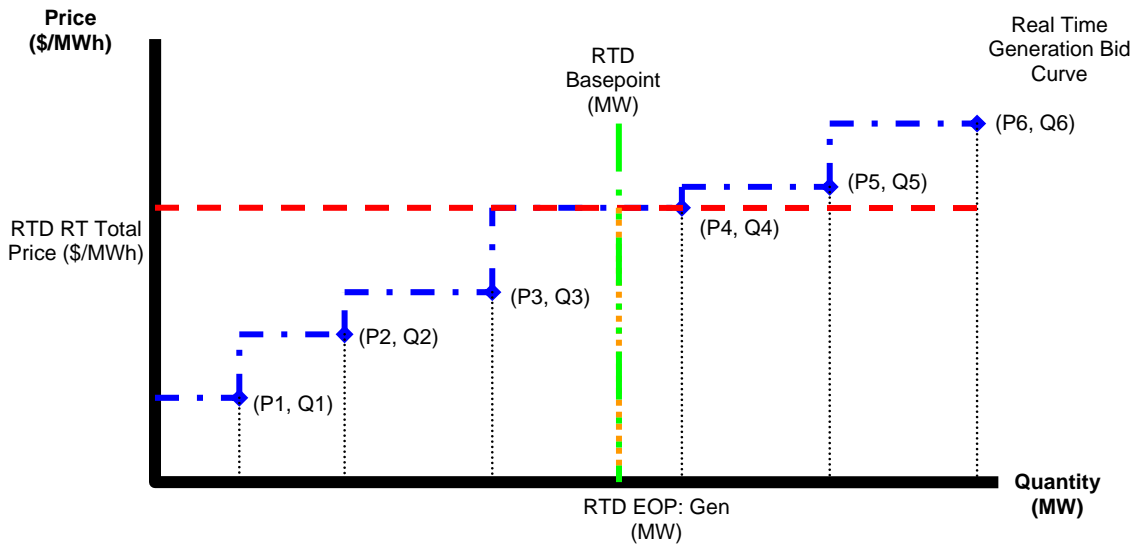 Price
($/MWh)
Real Time
Generation Bid
Curve
RTD
Basepoint
(MW)
(P6, Q6)
(P5, Q5)
RTD RT Total
Price ($/MWh)
(P4, Q4)
(P3, Q3)
(P2, Q2)
(P1, Q1)
Quantity
(MW)
RTD EOP: Gen
(MW)